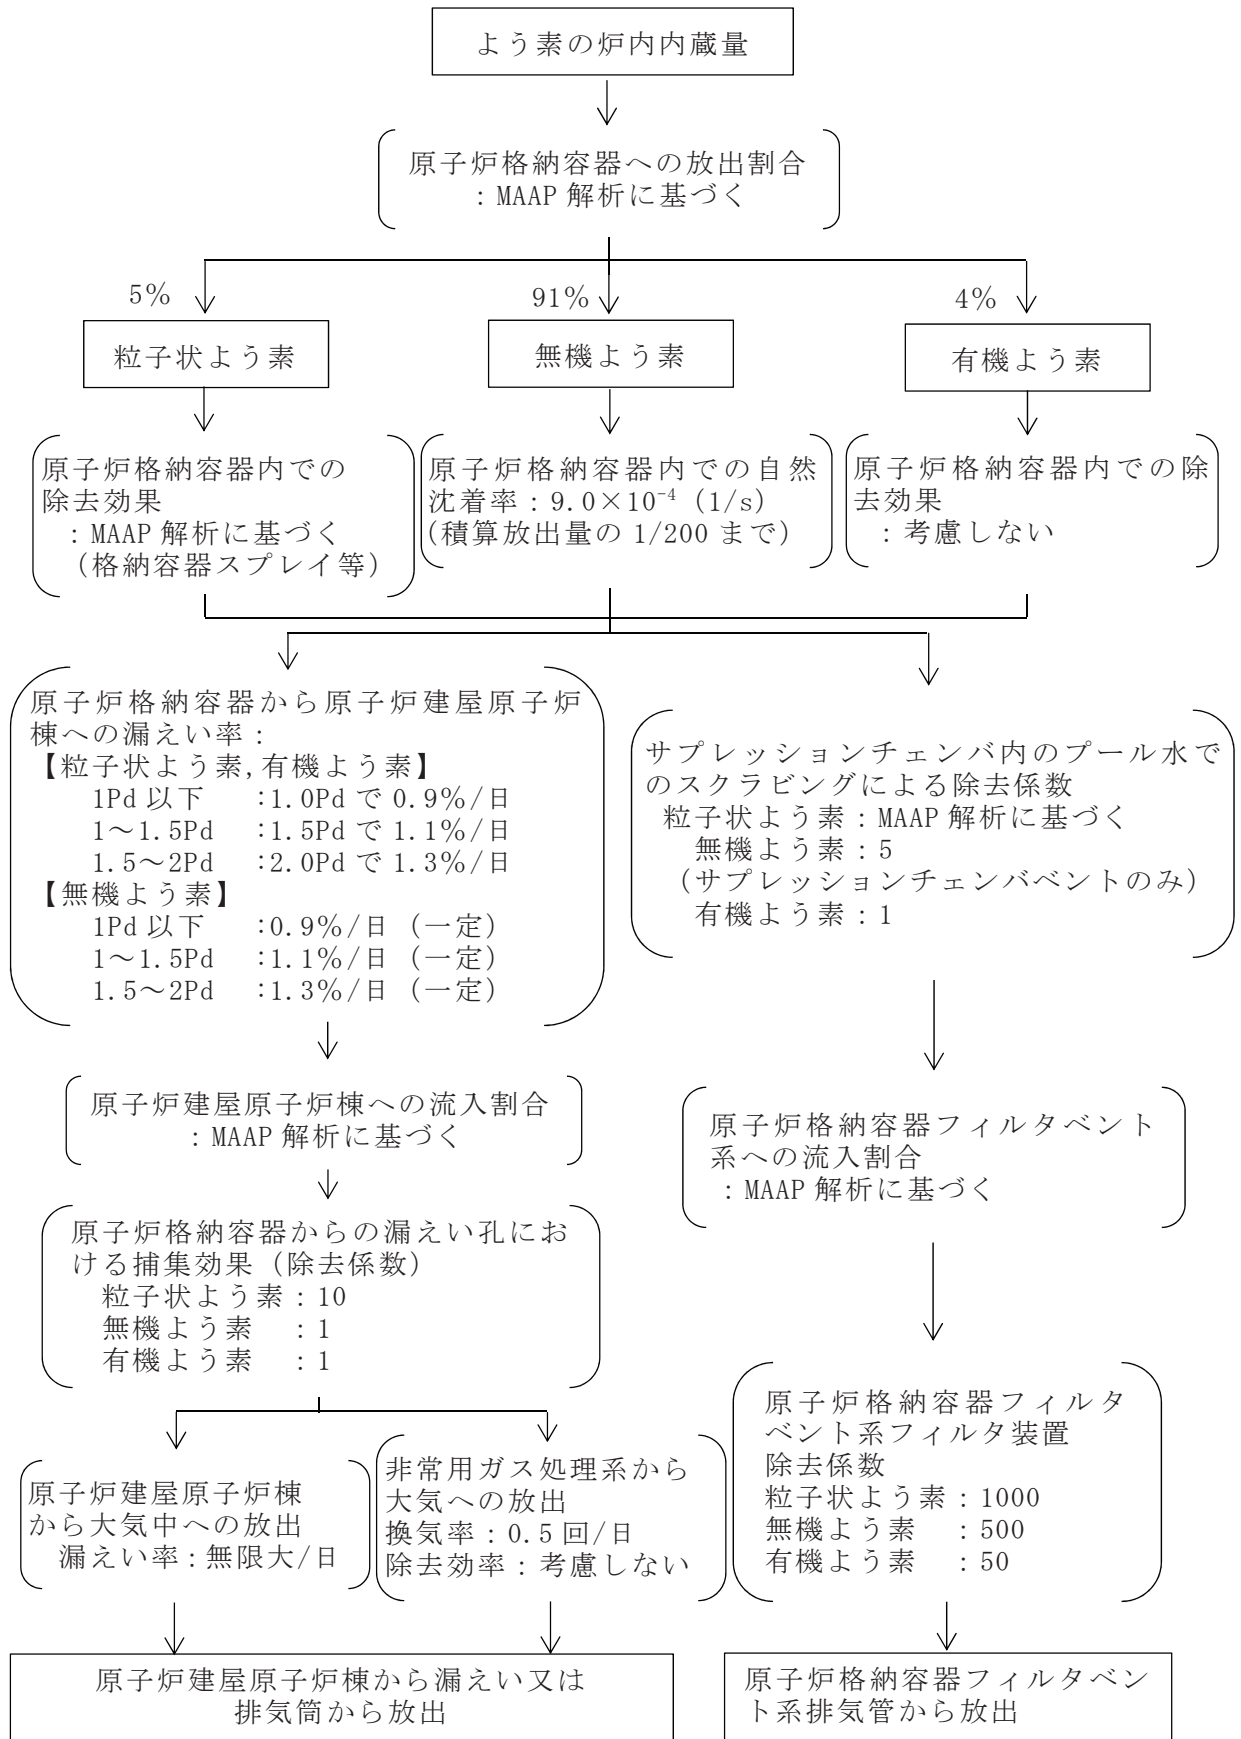 よう素の炉内内蔵量
原子炉格納容器への放出割合
：MAAP 解析に基づく
5%
91%
4%
粒子状よう素
無機よう素
有機よう素
原子炉格納容器内での
除去効果
：MAAP 解析に基づく
（格納容器スプレイ等）
原子炉格納容器内での自然
沈着率：9.0×10⁻⁴（1/s）
（積算放出量の 1/200 まで）
原子炉格納容器内での除
去効果
：考慮しない
原子炉格納容器から原子炉建屋原子炉
棟への漏えい率：
【粒子状よう素,有機よう素】
1Pd 以下　:1.0Pd で 0.9%/日
1～1.5Pd　:1.5Pd で 1.1%/日
1.5～2Pd　:2.0Pd で 1.3%/日
【無機よう素】
1Pd 以下　:0.9%/日（一定）
1～1.5Pd　:1.1%/日（一定）
1.5～2Pd　:1.3%/日（一定）
原子炉建屋原子炉棟への流入割合
：MAAP 解析に基づく
原子炉格納容器からの漏えい孔にお
ける捕集効果（除去係数）
粒子状よう素：10
無機よう素　：1
有機よう素　：1
原子炉建屋原子炉棟
から大気中への放出
漏えい率：無限大/日
非常用ガス処理系から
大気への放出
換気率：0.5 回/日
除去効率：考慮しない
原子炉建屋原子炉棟から漏えい又は
排気筒から放出
サプレッションチェンバ内のプール水で
のスクラビングによる除去係数
粒子状よう素：MAAP 解析に基づく
無機よう素：5
（サプレッションチェンバベントのみ）
有機よう素：1
原子炉格納容器フィルタベント
系への流入割合
：MAAP 解析に基づく
原子炉格納容器フィルタ
ベント系フィルタ装置
除去係数
粒子状よう素：1000
無機よう素　：500
有機よう素　：50
原子炉格納容器フィルタベン
ト系排気管から放出